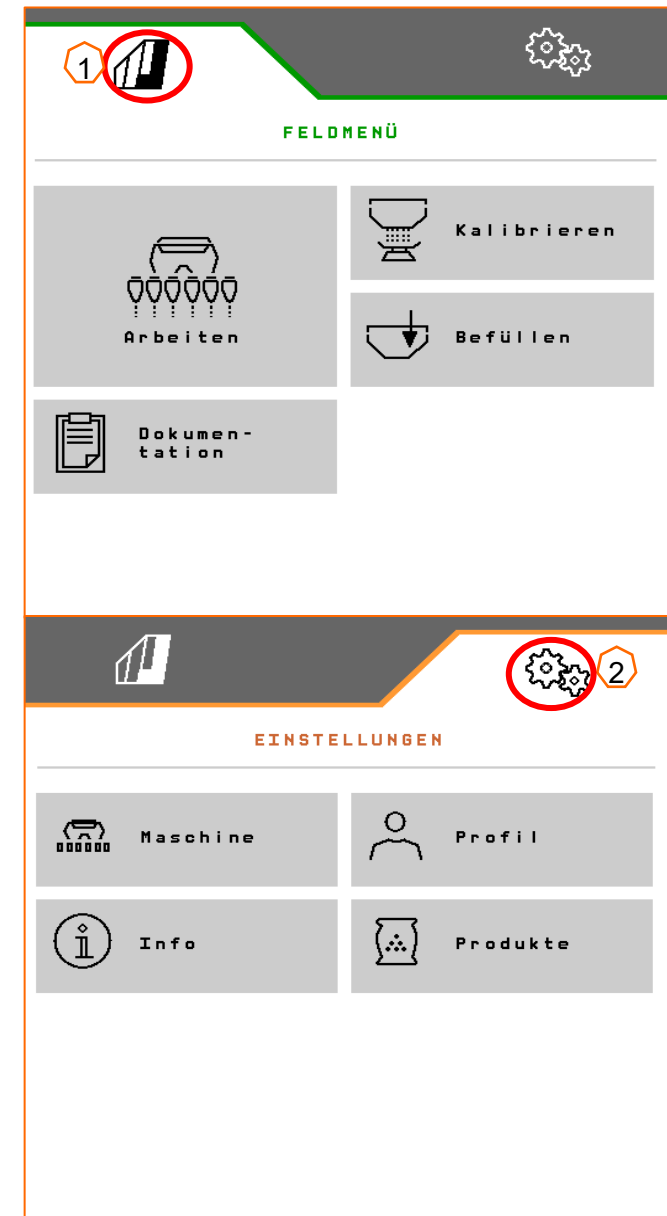 1
FELDMENÜ
Kalibrieren
Arbeiten
Befüllen
Dokumen-
tation
2
EINSTELLUNGEN
Maschine
Profil
Info
Produkte